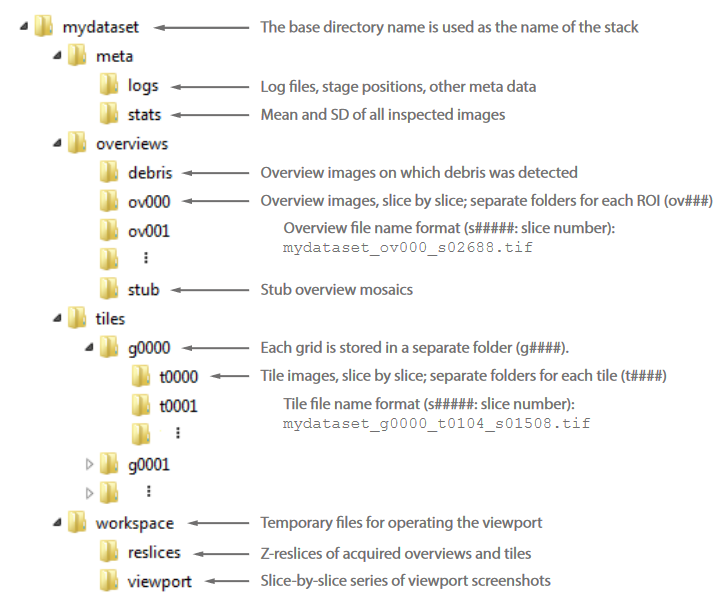 mydataset The base directory name is used as the name of the stack
meta
logs Log files, stage positions, other meta data
stats Mean and SD of all inspected images
overviews
debris Overview images on which debris was detected
ov000 Overview images, slice by slice; separate folders for each ROI (ov###)
ov001 Overview file name format (s#####: slice number):
mydataset_ov000_s02688.tif
⋮
stub Stub overview mosaics
tiles
g0000 Each grid is stored in a separate folder (g####).
t0000 Tile images, slice by slice; separate folders for each tile (t####)
t0001 Tile file name format (s#####: slice number):
mydataset_g0000_t0104_s01508.tif
⋮
g0001
⋮
workspace Temporary files for operating the viewport
reslices Z-reslices of acquired overviews and tiles
viewport Slice-by-slice series of viewport screenshots